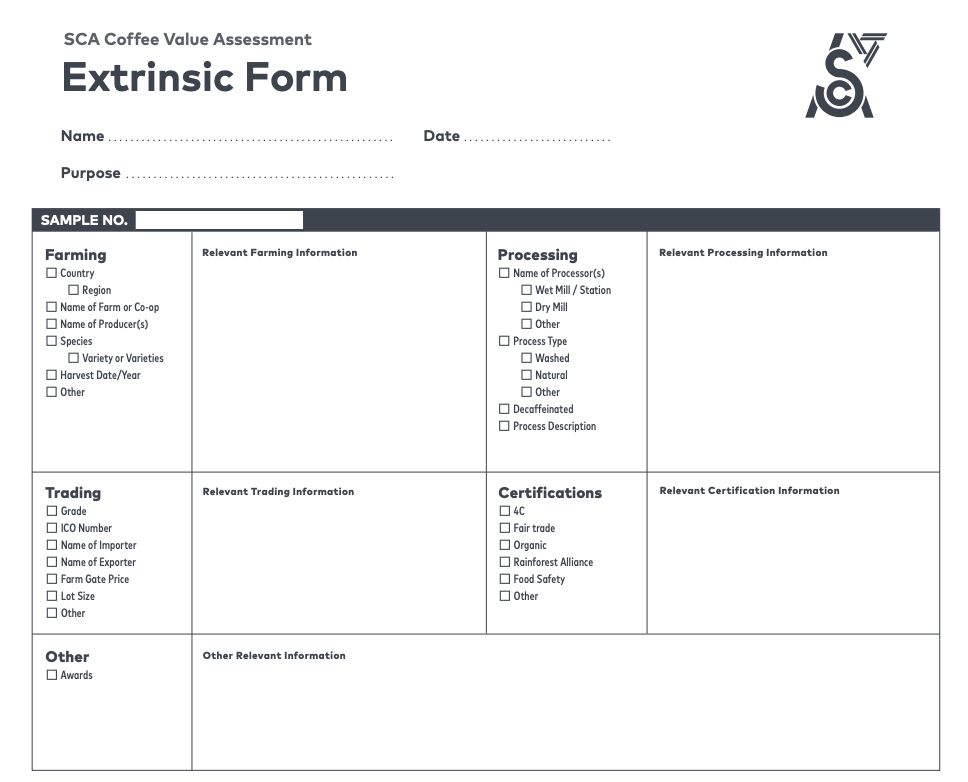 SCA Coffee Value Assessment
Extrinsic Form
Name
Date
Purpose
SAMPLE NO.
Farming
Country
Region
Name of Farm or Co-op
Name of Producer(s)
Species
Variety or Varieties
Harvest Date/Year
Other
Relevant Farming Information
Processing
Name of Processor(s)
Wet Mill / Station
Dry Mill
Other
Process Type
Washed
Natural
Other
Decaffeinated
Process Description
Relevant Processing Information
Trading
Grade
ICO Number
Name of Importer
Name of Exporter
Farm Gate Price
Lot Size
Other
Relevant Trading Information
Certifications
4C
Fair trade
Organic
Rainforest Alliance
Food Safety
Other
Relevant Certification Information
Other
Awards
Other Relevant Information